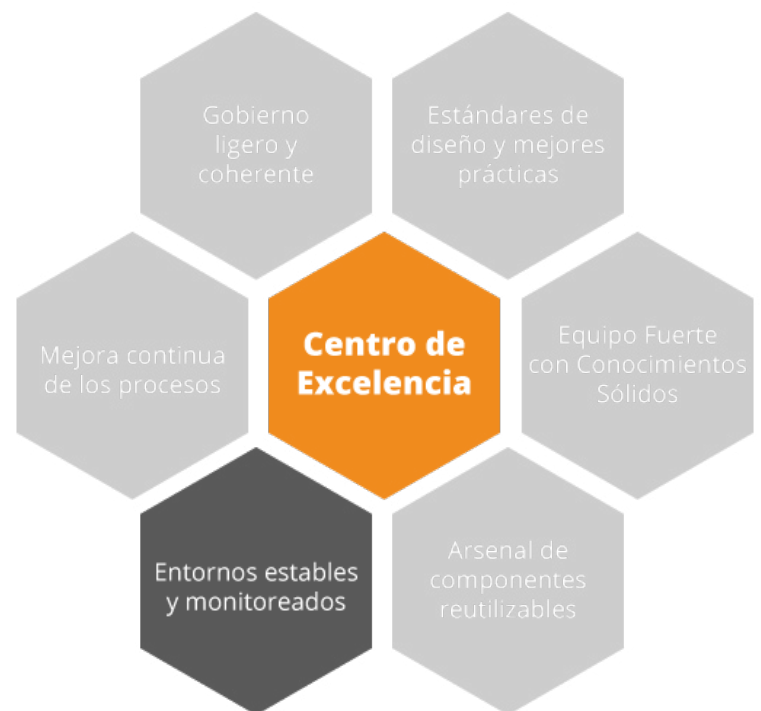 Gobierno
ligero y
coherente
Estándares de
diseño y mejores
prácticas
Mejora continua
de los procesos
Centro de
Excelencia
Equipo Fuerte
con Conocimientos
Sólidos
Entornos estables
y monitoreados
Arsenal de
componentes
reutilizables